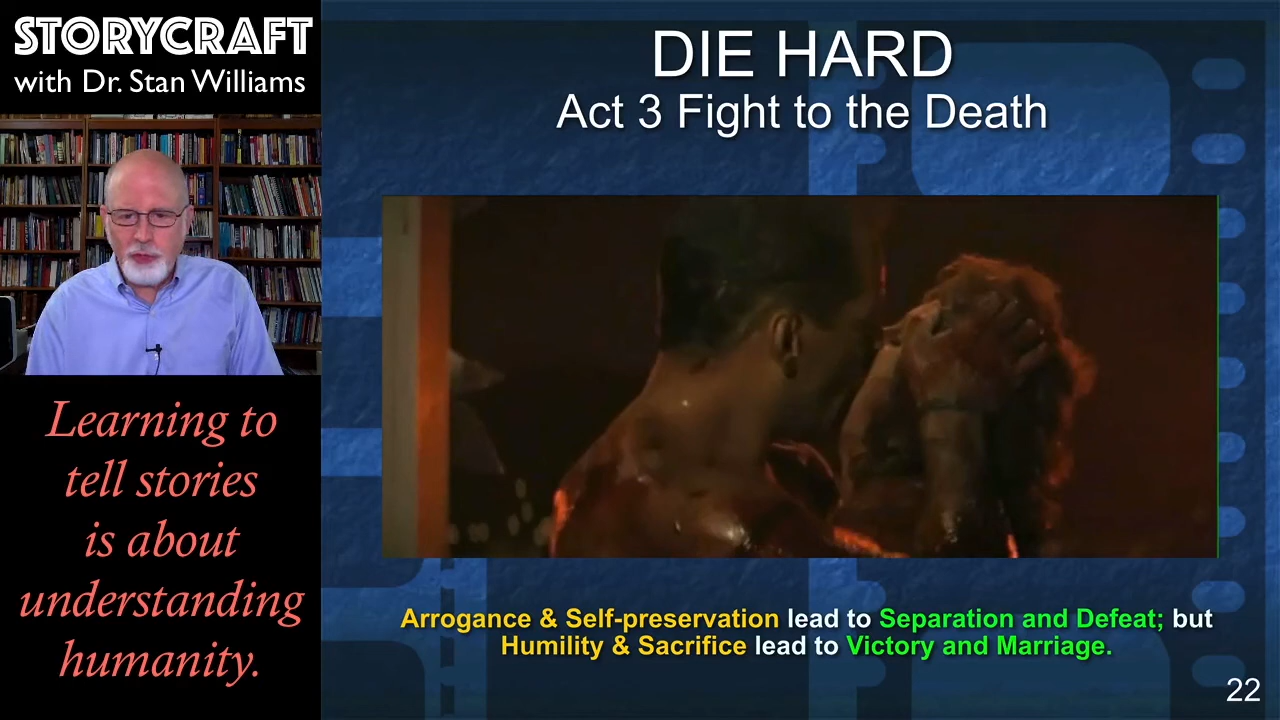 STORYCRAFT
with Dr. Stan Williams
Learning to
tell stories
is about
understanding
humanity.
DIE HARD
Act 3 Fight to the Death
Arrogance & Self-preservation lead to Separation and Defeat; but
Humility & Sacrifice lead to Victory and Marriage.
22